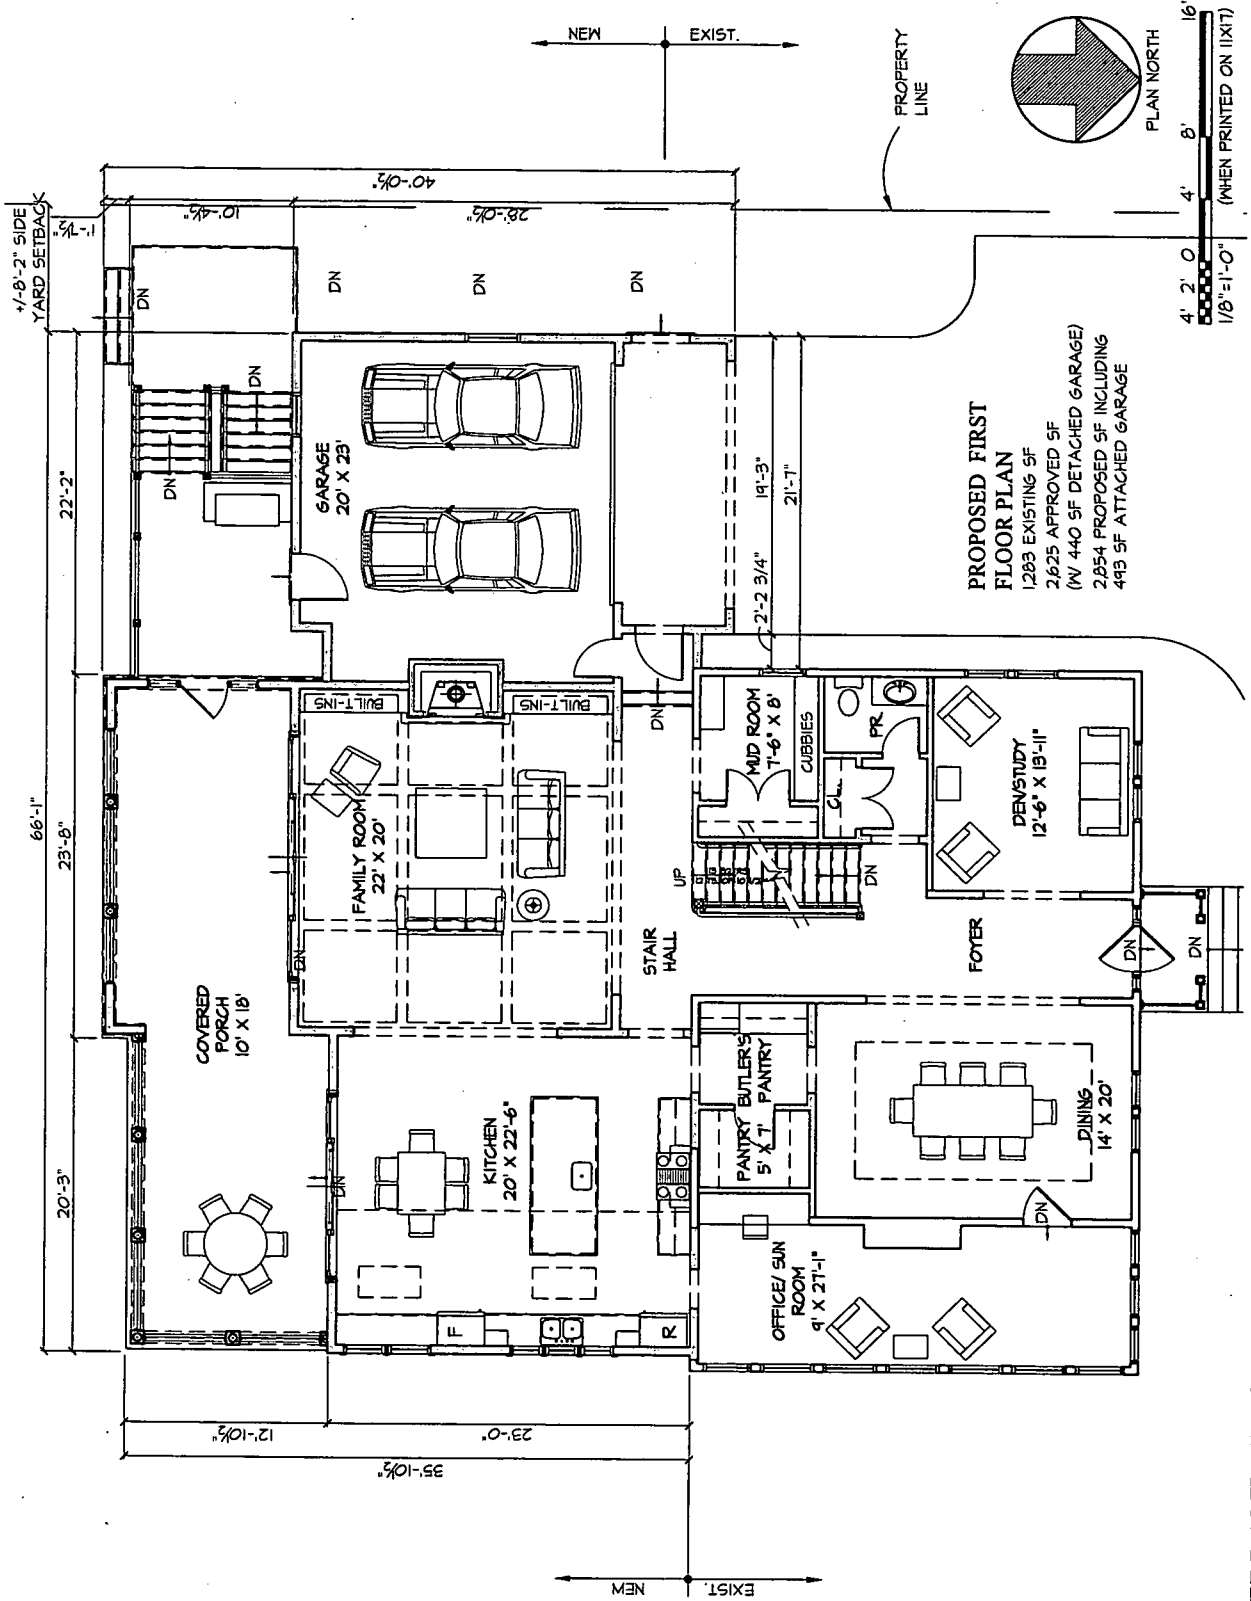 +/-8'-2" SIDE
YARD SETBACK
66'-1"
20'-3"
23'-8"
22'-2"
1'-7½"
10'-4½"
28'-0½"
40'-0½"
NEW
EXIST.
PROPERTY
LINE
PLAN NORTH
4' 2' 0 4' 8' 16'
1/8"=1'-0" (WHEN PRINTED ON 11X17)
COVERED
PORCH
10' X 18'
DN
DN
DN
DN
DN
DN
DN
DN
DN
GARAGE
20' X 23'
BUILT-INS
BUILT-INS
FAMILY ROOM
22' X 20'
KITCHEN
20' X 22'-6"
F
R
STAIR
HALL
DN
UP
DN
MUD ROOM
7'-6" X 8'
CUBBIES
CL.
PR.
DEN/STUDY
12'-6" X 13'-11"
FOYER
DN
DN
PANTRY
5' X 7'
BUTLER'S
PANTRY
DINING
14' X 20'
DN
OFFICE/ SUN
ROOM
9' X 27'-1"
2'-2 3/4"
19'-3"
21'-7"
12'-10½"
23'-0"
35'-10½"
NEW
EXIST.
PROPOSED FIRST
FLOOR PLAN
1,283 EXISTING SF
2,625 APPROVED SF
(W/ 440 SF DETACHED GARAGE)
2,854 PROPOSED SF INCLUDING
493 SF ATTACHED GARAGE